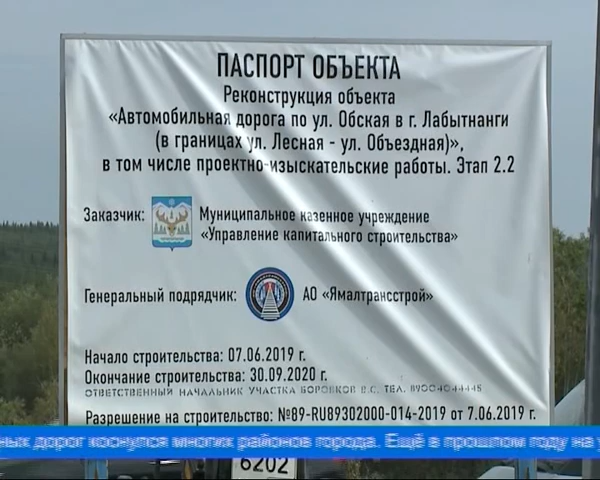 ПАСПОРТ ОБЪЕКТА
Реконструкция объекта
«Автомобильная дорога по ул. Обская в г. Лабытнанги
(в границах ул. Лесная - ул. Объездная)»,
в том числе проектно-изыскательские работы. Этап 2.2
Заказчик: Муниципальное казенное учреждение
«Управление капитального строительства»
Генеральный подрядчик: АО «Ямалтрансстрой»
Начало строительства: 07.06.2019 г.
Окончание строительства: 30.09.2020 г.
ОТВЕТСТВЕННЫЙ НАЧАЛЬНИК УЧАСТКА БОРОВКОВ В.С. ТЕЛ. 89004044445
Разрешение на строительство: №89-RU89302000-014-2019 от 7.06.2019 г.
ных дорог коснулся многих районов города. Ещё в прошлом году на у
6202